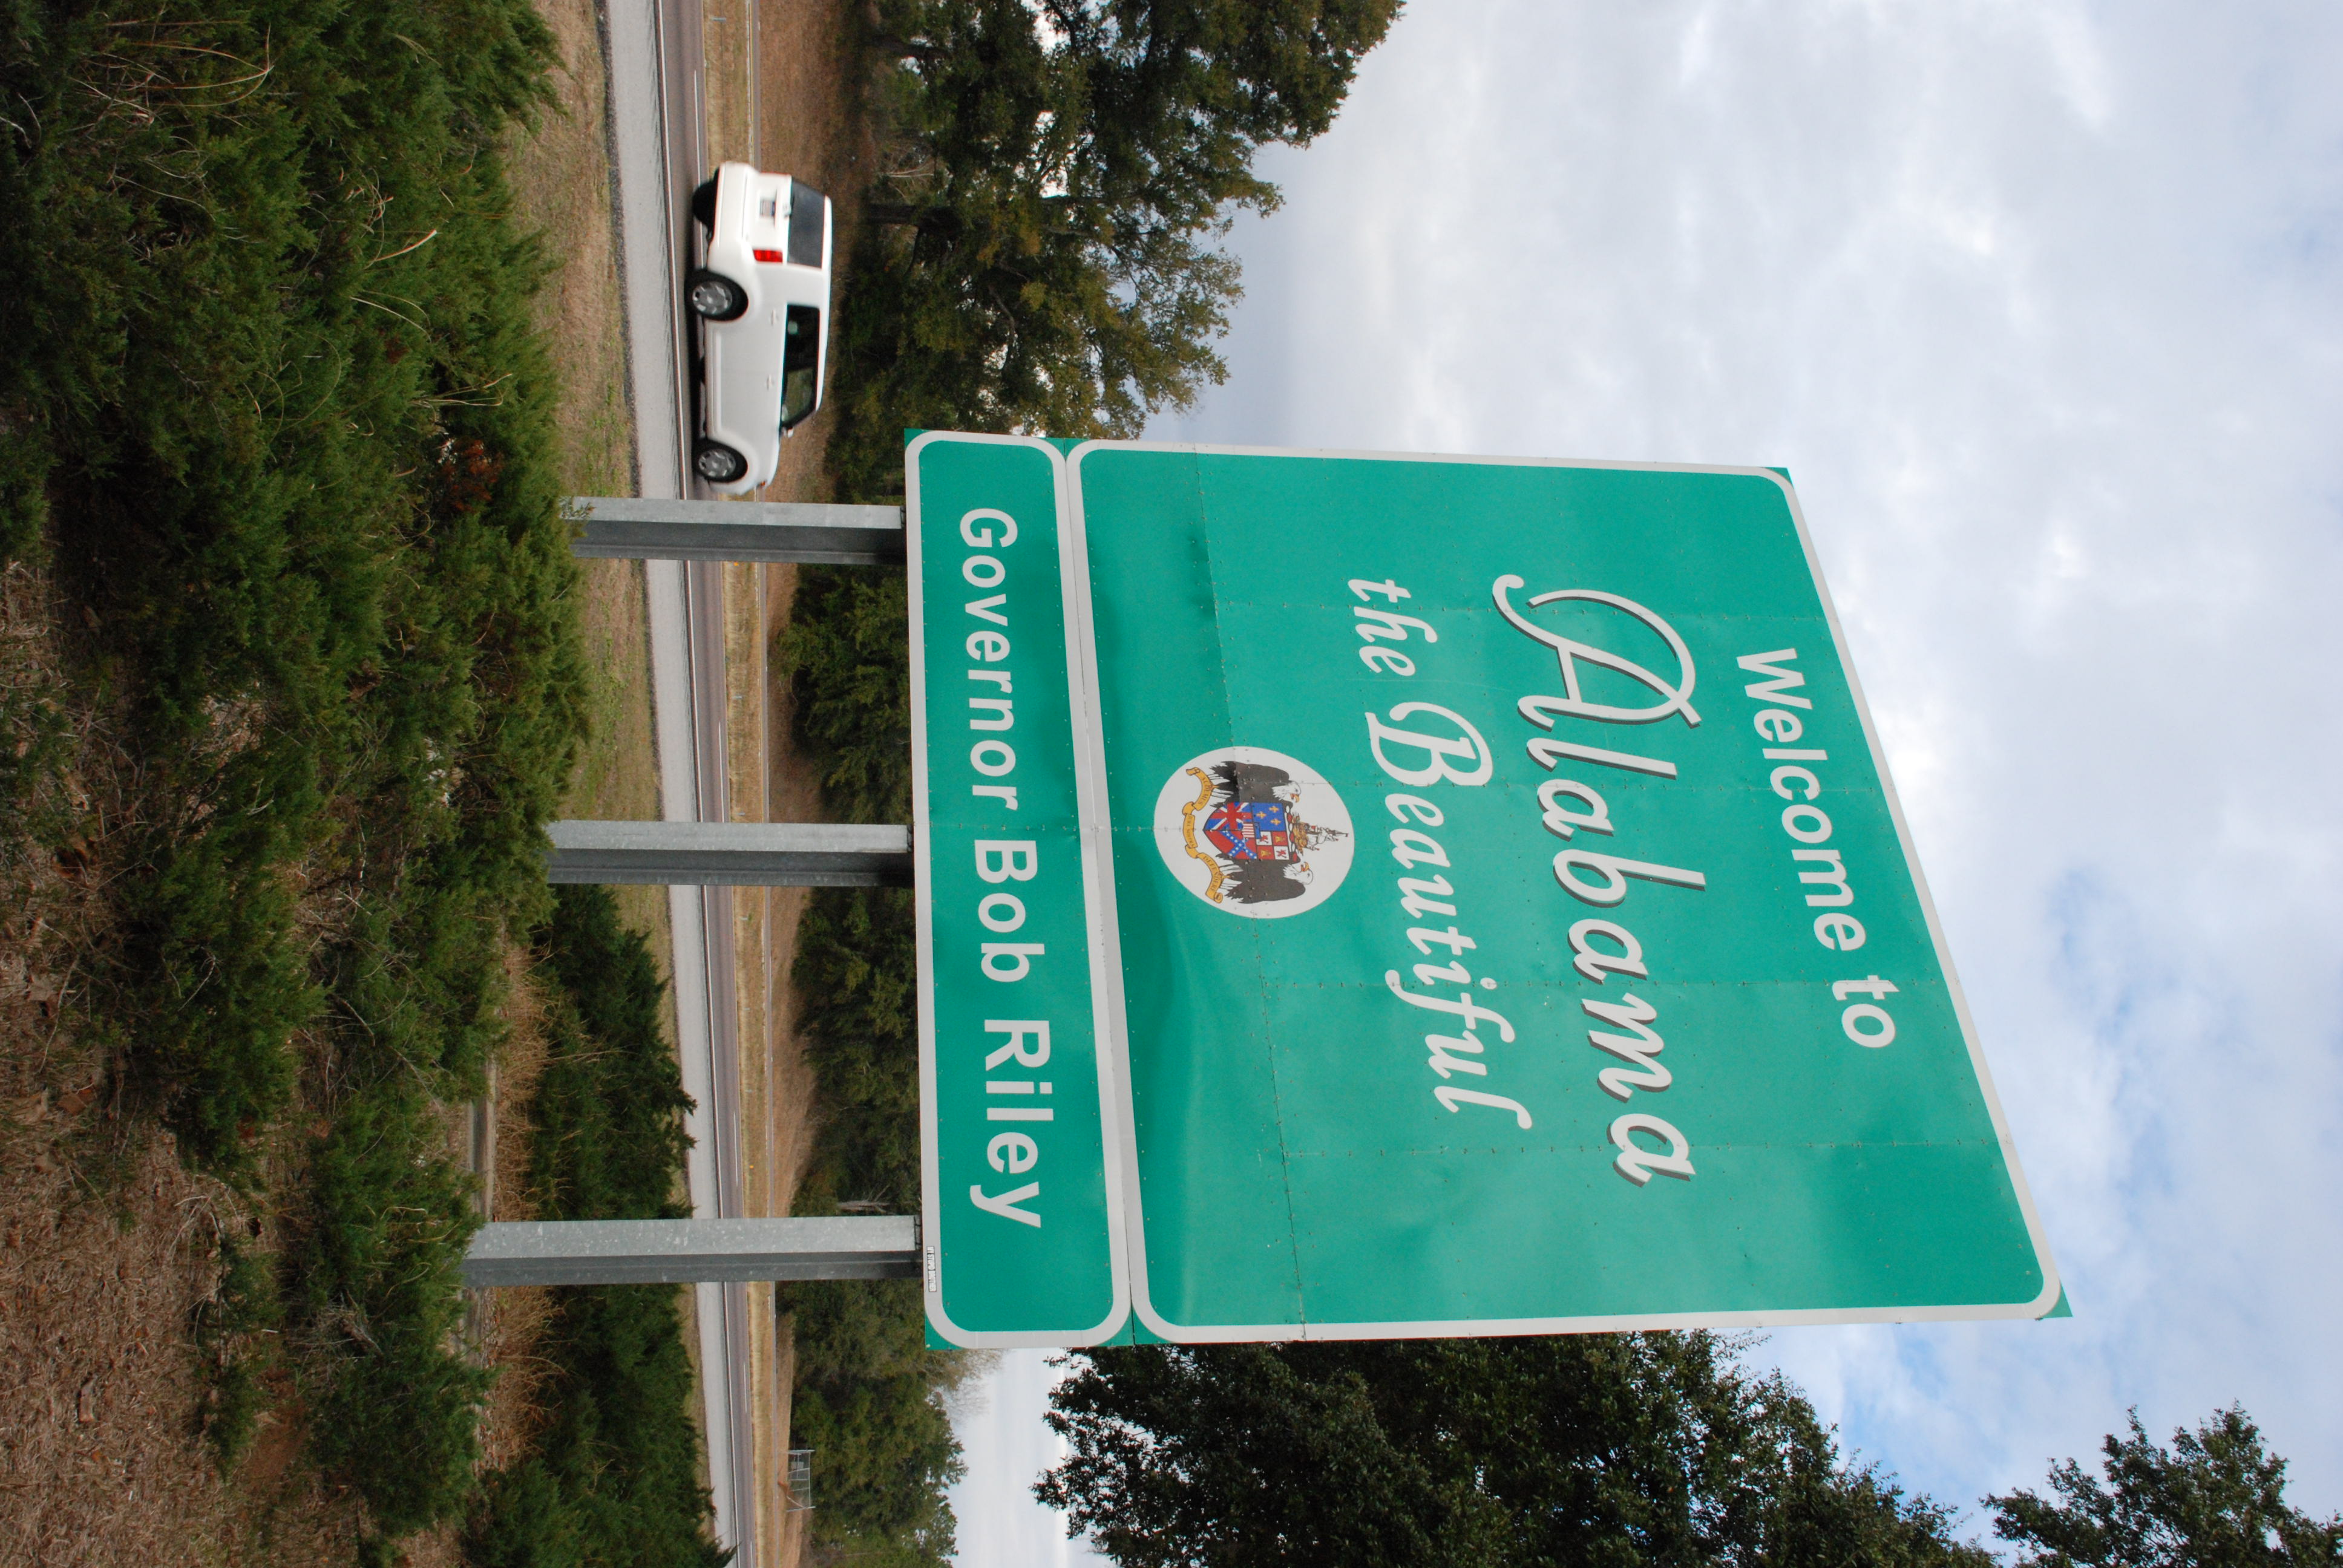 Welcome to
Alabama
the Beautiful
Governor Bob Riley